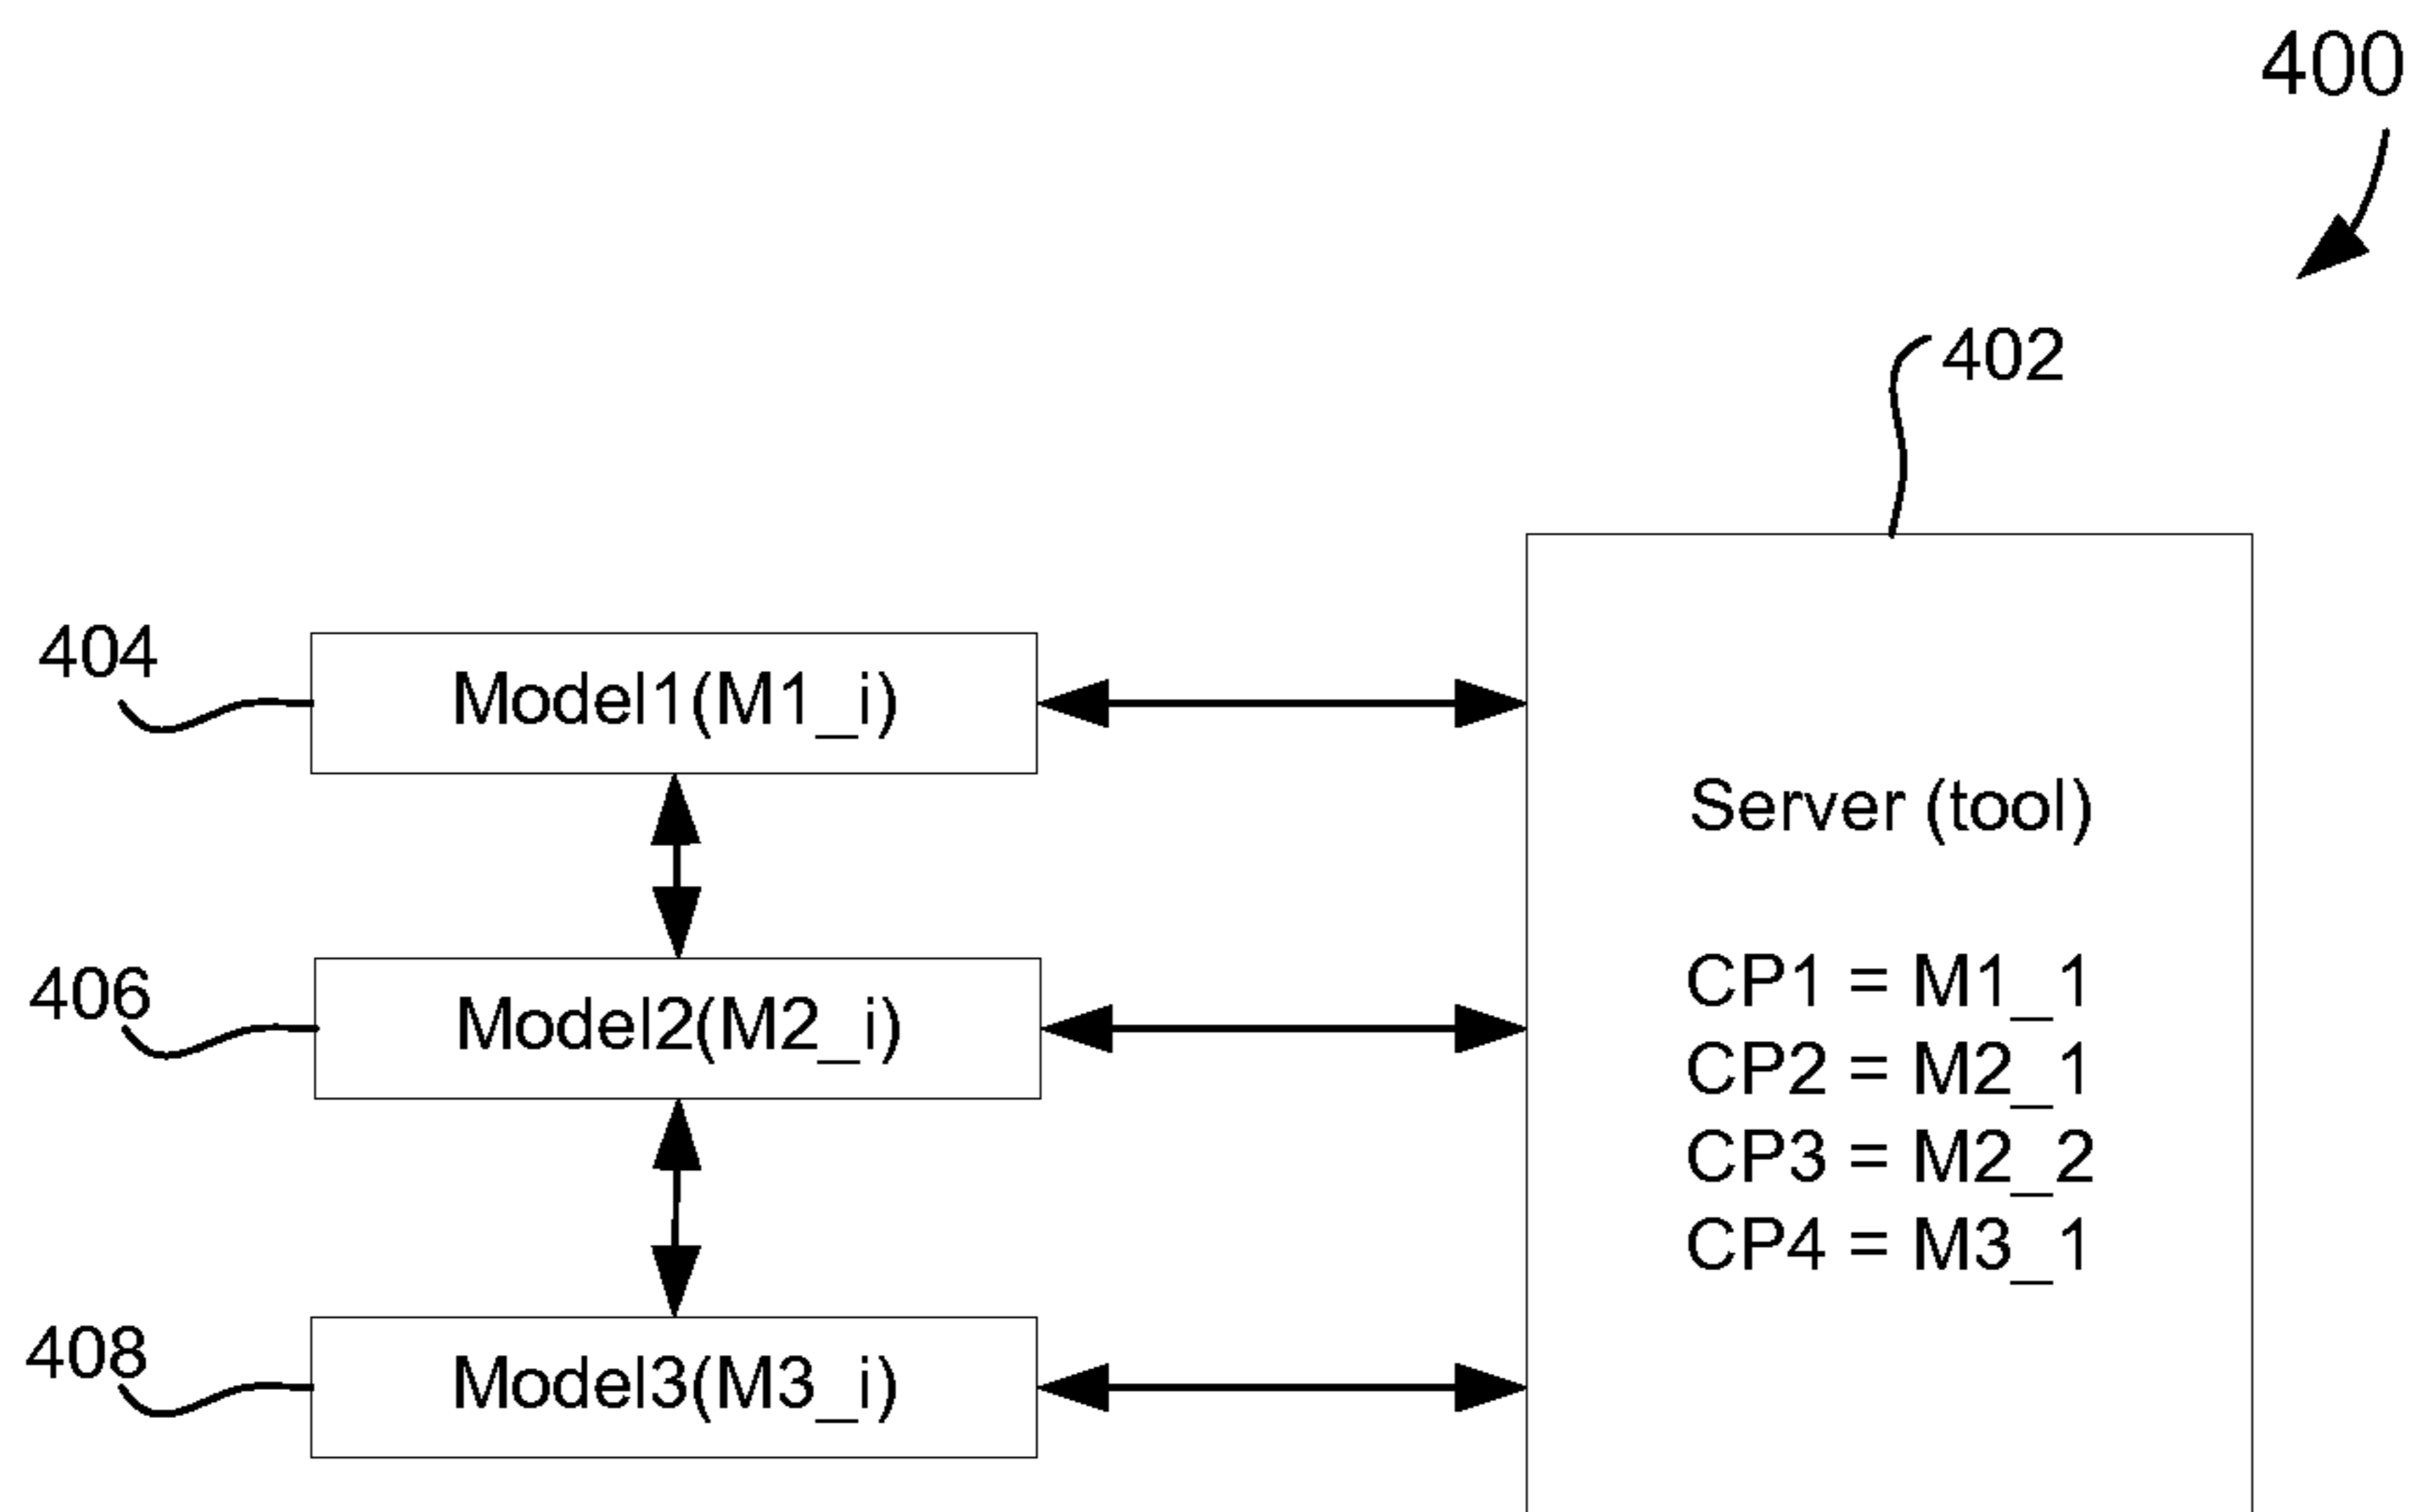 400
402
404
Model1(M1_i)
Server (tool)
406
Model2(M2_i)
CP1 = M1_1
CP2 = M2_1
CP3 = M2_2
CP4 = M3_1
408
Model3(M3_i)